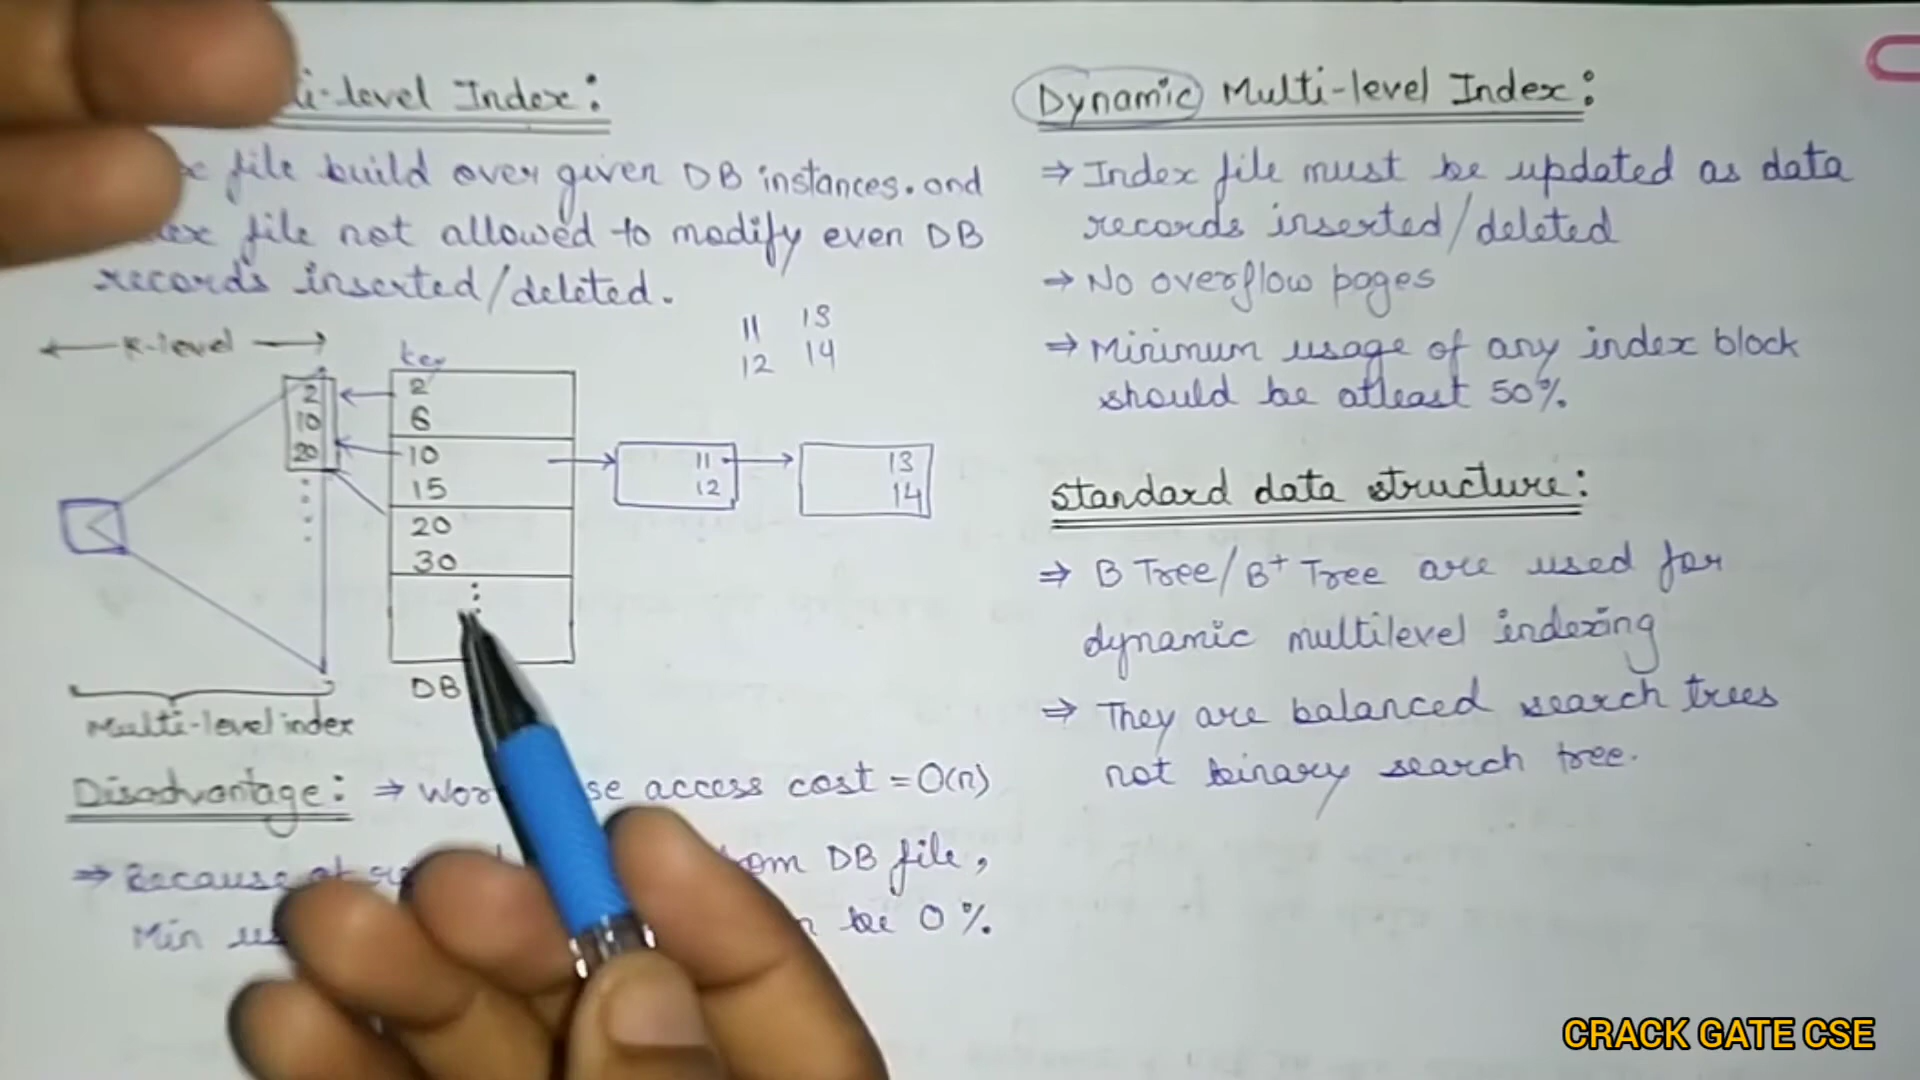 i-level Index:
file build over given DB instances. and
file not allowed to modify even DB
records inserted/deleted.
11 13
12 14
K-level
key
2
10
20
2
6
10
15
20
30
11
12
13
14
DB
Multi-level index
Disadvantage: ⇒ Wor se access cost = O(n)
⇒ Because of om DB file,
Min be 0%.
Dynamic Multi-level Index:
⇒ Index file must be updated as data
records inserted/deleted
⇒ No overflow pages
⇒ Minimum usage of any index block
should be atleast 50%.
Standard data structure:
⇒ B Tree/B+ Tree are used for
dynamic multilevel indexing
⇒ They are balanced search trees
not binary search tree.
CRACK GATE CSE